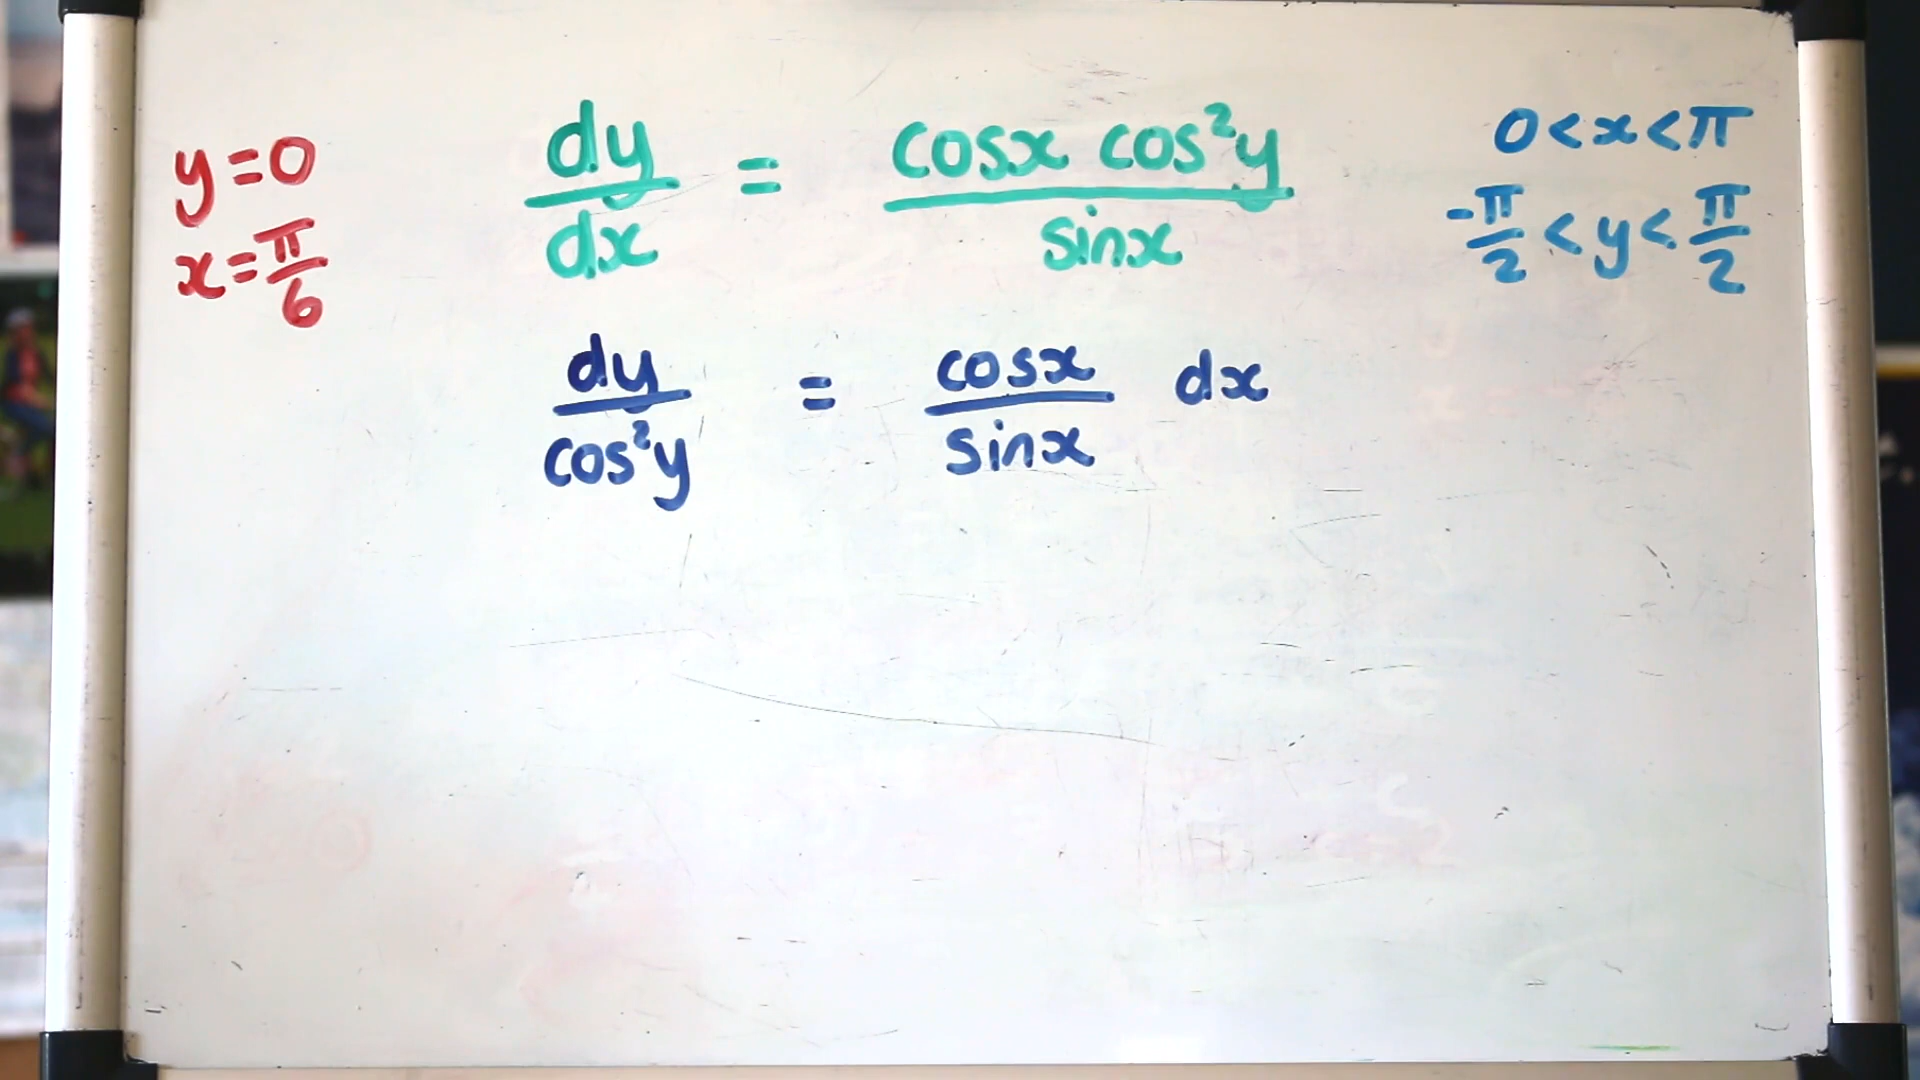 y=0
x=π/6
dy/dx = cosx cos²y / sinx
0<x<π
-π/2<y<π/2
dy/cos²y = cosx/sinx dx